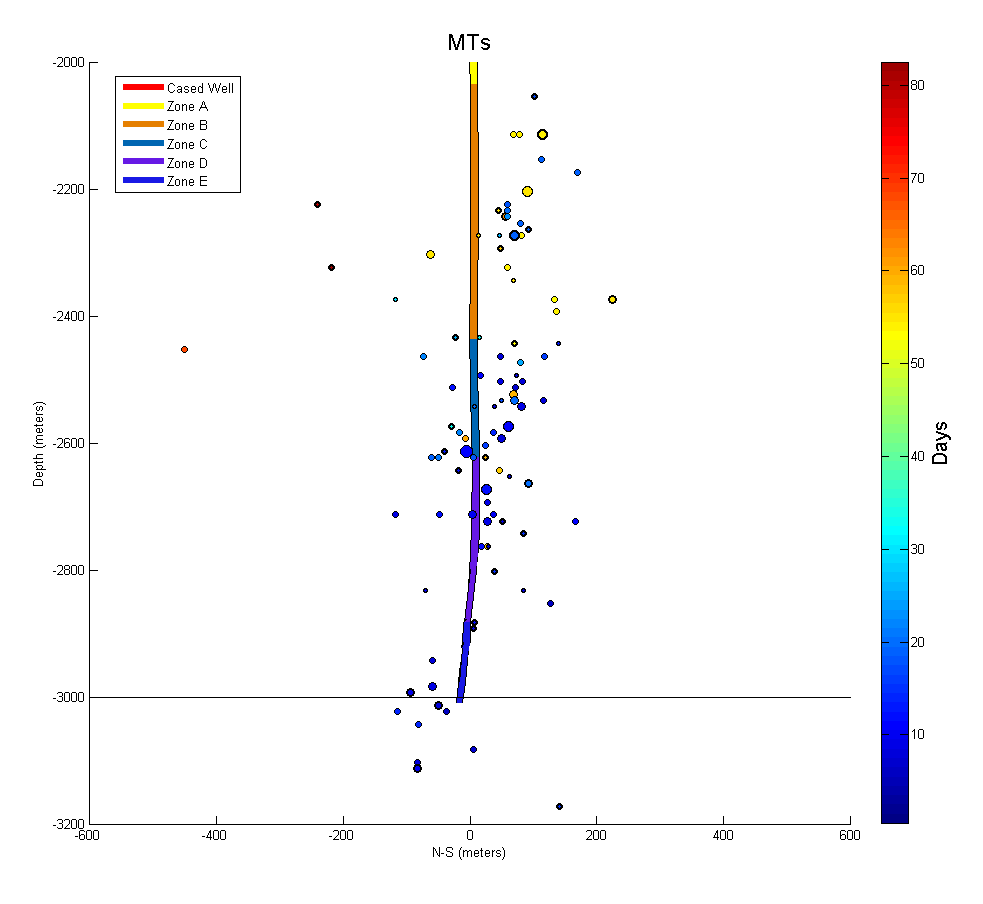 MTs
-2000
-2200
-2400
-2600
-2800
-3000
-3200
Depth (meters)
Cased Well
Zone A
Zone B
Zone C
Zone D
Zone E
-600
-400
-200
0
200
400
600
N-S (meters)
80
70
60
50
40
30
20
10
Days